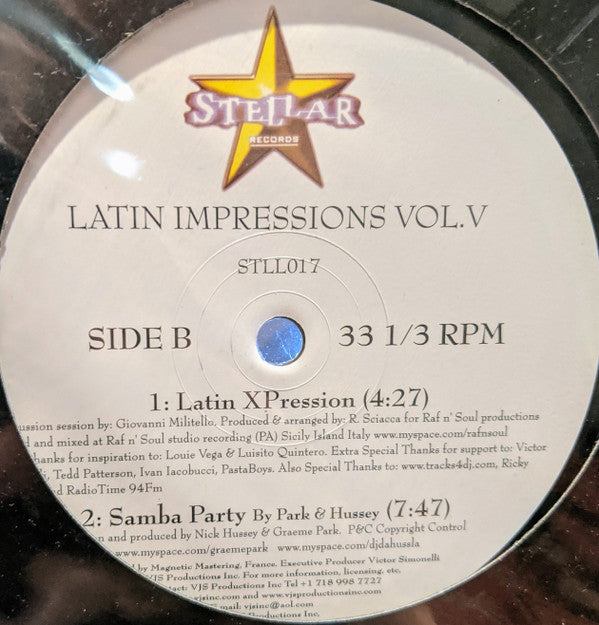 STELLAR
RECORDS
LATIN IMPRESSIONS VOL.V
STLL017
SIDE B
33 1/3 RPM
1: Latin XPression (4:27)
ussion session by: Giovanni Militello, Produced & arranged by: R. Sciacca for Raf n' Soul productions
d and mixed at Raf n' Soul studio recording (PA) Sicily Island Italy www.myspace.com/rafnsoul
hanks for inspiration to: Louie Vega & Luisito Quintero. Extra Special Thanks for support to: Victor
i, Tedd Patterson, Ivan Iacobucci, PastaBoys. Also Special Thanks to: www.tracks4dj.com, Ricky
d RadioTime 94Fm
2: Samba Party By Park & Hussey (7:47)
n and produced by Nick Hussey & Graeme Park. P&C Copyright Control
www.myspace.com/graemepark www.myspace.com/djdahussla
d by Magnetic Mastering, France. Executive Producer Victor Simonelli
VJS Productions Inc. For more information, licensing, etc,
act: VJS Productions Inc Tel +1 718 998 7727
and www.vjsproductionsinc.com
mail: vjsinc@aol.com
ductions Inc.